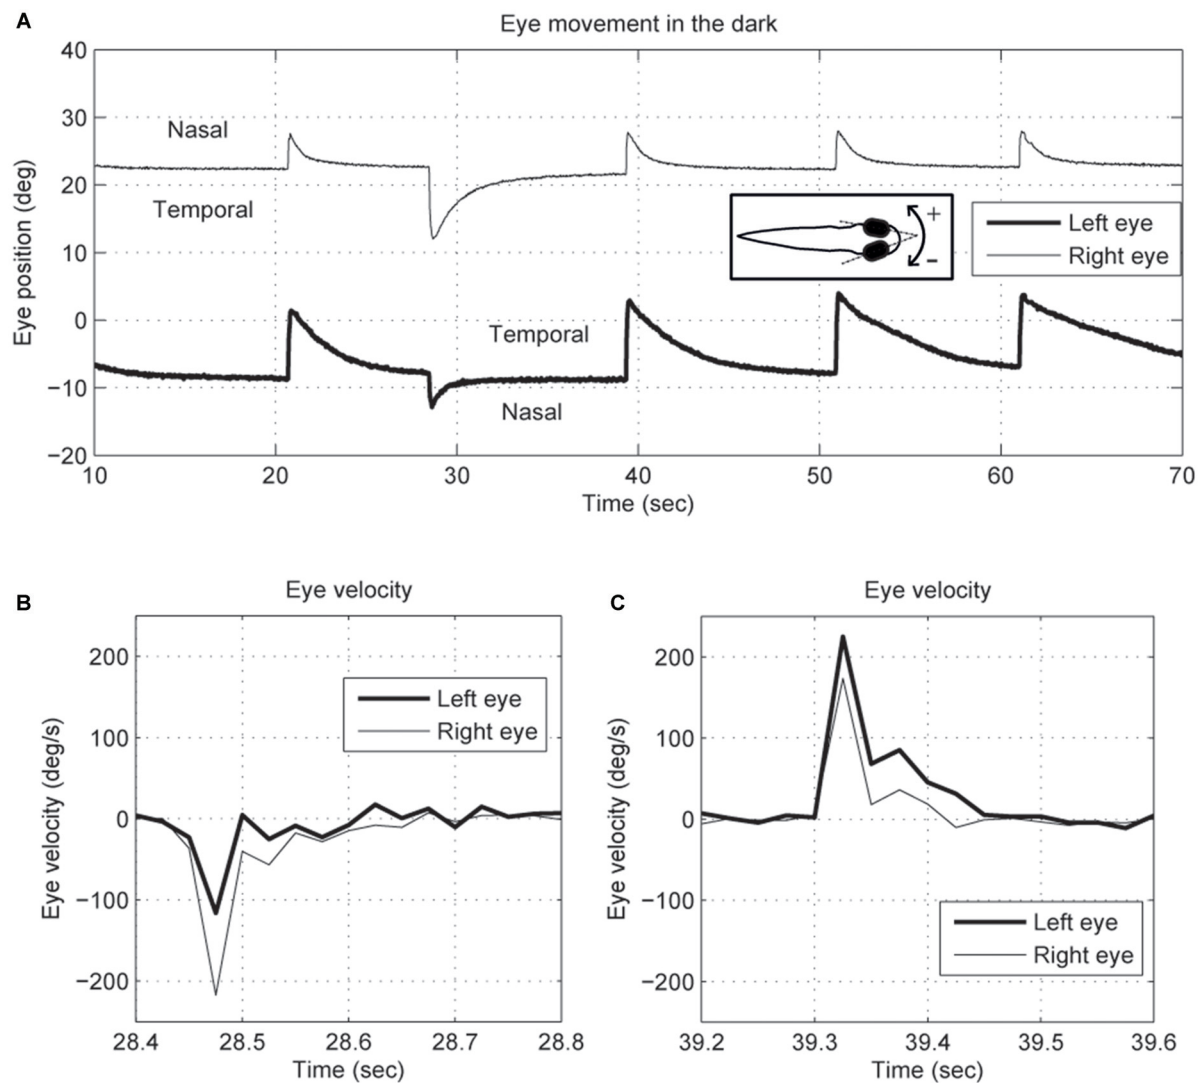 A
Eye movement in the dark
40
30
20
10
0
−10
−20
Eye position (deg)
Nasal
Temporal
Temporal
Nasal
+
−
Left eye
Right eye
10 20 30 40 50 60 70
Time (sec)
B
Eye velocity
200
100
0
−100
−200
Eye velocity (deg/s)
Left eye
Right eye
28.4 28.5 28.6 28.7 28.8
Time (sec)
C
Eye velocity
200
100
0
−100
−200
Eye velocity (deg/s)
Left eye
Right eye
39.2 39.3 39.4 39.5 39.6
Time (sec)